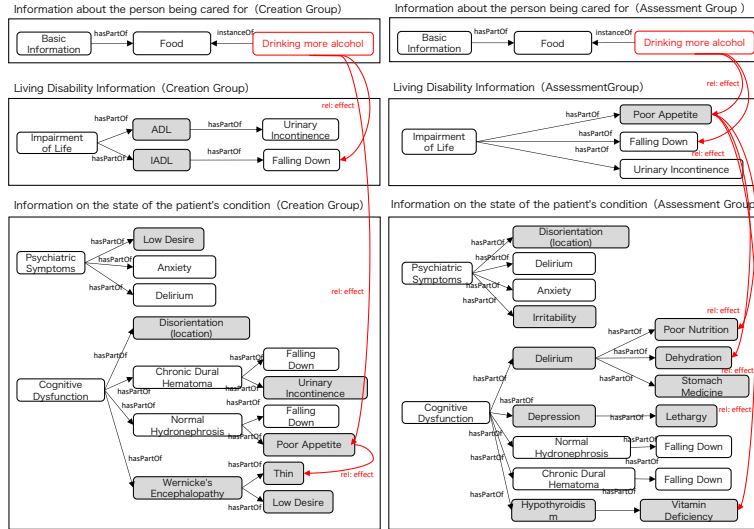 Information about the person being cared for（Creation Group）
Basic
Information
hasPartOf
Food
instanceOf
Drinking more alcohol
Living Disability Information (Creation Group)
rel: effect
Impairment
of Life
hasPartOf
ADL
hasPartOf
Urinary
Incontinence
hasPartOf
IADL
hasPartOf
Falling Down
Information on the state of the patient's condition（Creation Group)
Psychiatric
Symptoms
hasPartOf
Low Desire
hasPartOf
Anxiety
hasPartOf
Delirium
rel: effect
Cognitive
Dysfunction
hasPartOf
Disorientation
(location)
hasPartOf
Chronic Dural
Hematoma
hasPartOf
Falling
Down
hasPartOf
Urinary
Incontinence
hasPartOf
Normal
Hydronephrosis
hasPartOf
Falling
Down
hasPartOf
Poor Appetite
hasPartOf
Wernicke's
Encephalopathy
hasPartOf
Thin
rel: effect
hasPartOf
Low Desire
Information about the person being cared for（Assessment Group ）
Basic
Information
hasPartOf
Food
instanceOf
Drinking more alcohol
rel: effect
Living Disability Information (AssessmentGroup)
Impairment
of Life
hasPartOf
Poor Appetite
hasPartOf
Falling Down
rel: effect
hasPartOf
Urinary Incontinence
Information on the state of the patient's condition（Assessment Group）
Psychiatric
Symptoms
hasPartOf
Disorientation
(location)
hasPartOf
Delirium
hasPartOf
Anxiety
hasPartOf
Irritability
rel: effect
Cognitive
Dysfunction
hasPartOf
Delirium
hasPartOf
Poor Nutrition
rel: effect
hasPartOf
Dehydration
rel: effect
hasPartOf
Stomach
Medicine
hasPartOf
Depression
hasPartOf
Lethargy
rel: effect
hasPartOf
Normal
Hydronephrosis
hasPartOf
Falling Down
hasPartOf
Chronic Dural
Hematoma
hasPartOf
Falling Down
hasPartOf
Hypothyroidis
m
hasPartOf
Vitamin
Deficiency